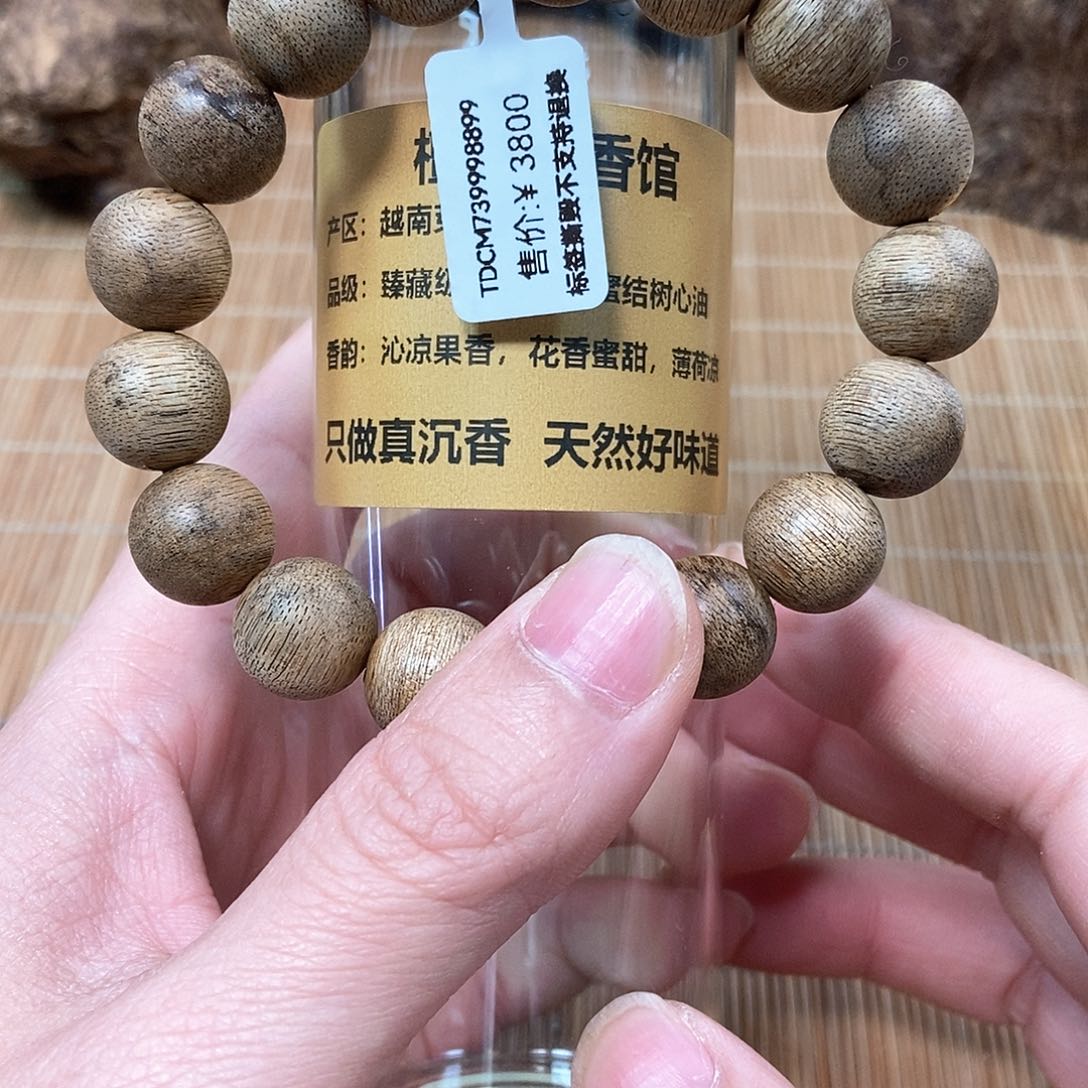 香馆
产区：越南
品级：臻藏级 蜜结树心油
香韵：沁凉果香，花香蜜甜，薄荷凉
只做真沉香 天然好味道
TDCM739998899
售价:¥ 3800
标签撕毁不支持退换